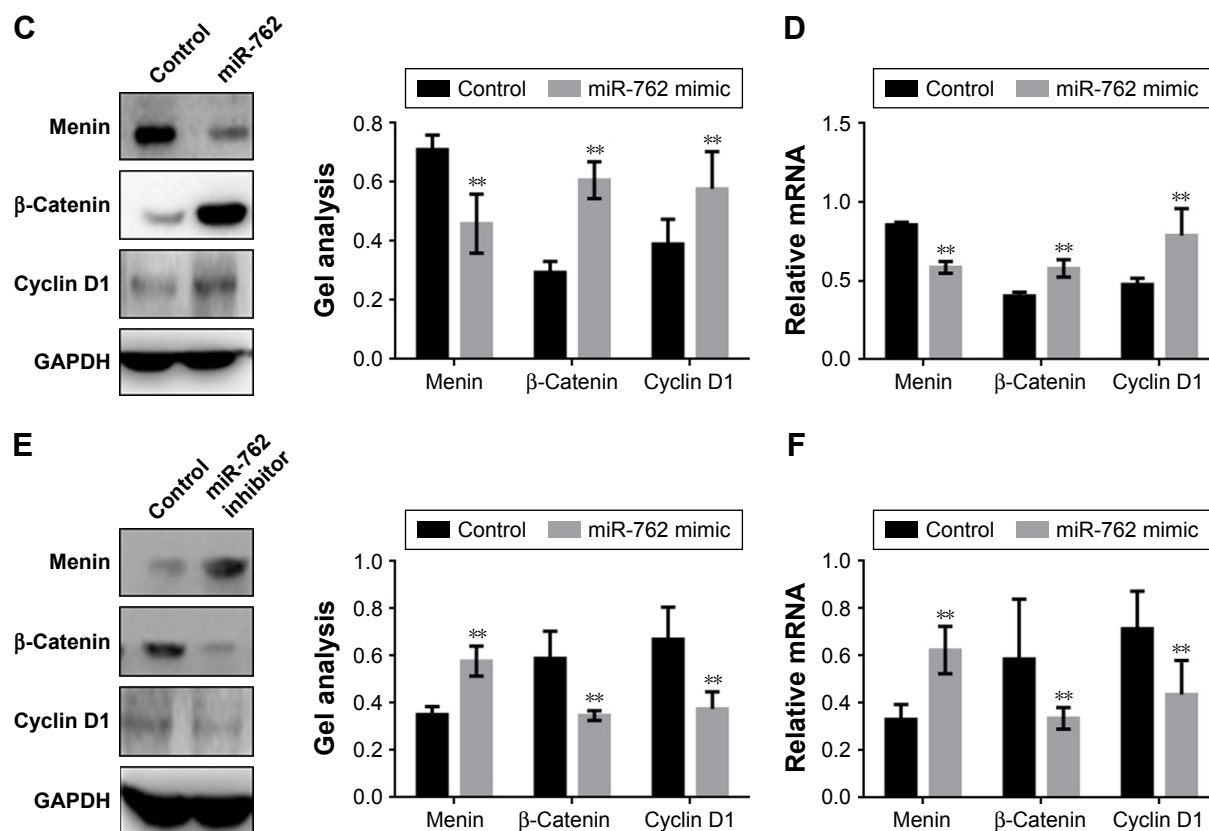 C
Control
miR-762
Menin
β-Catenin
Cyclin D1
GAPDH
Control miR-762 mimic
Gel analysis
0.8
0.6
0.4
0.2
0.0
**
**
**
Menin β-Catenin Cyclin D1
D
Control miR-762 mimic
Relative mRNA
1.5
1.0
0.5
0.0
**
**
**
Menin β-Catenin Cyclin D1
E
Control
miR-762
inhibitor
Menin
β-Catenin
Cyclin D1
GAPDH
Control miR-762 mimic
Gel analysis
1.0
0.8
0.6
0.4
0.2
0.0
**
**
**
Menin β-Catenin Cyclin D1
F
Control miR-762 mimic
Relative mRNA
1.0
0.8
0.6
0.4
0.2
0.0
**
**
**
Menin β-Catenin Cyclin D1